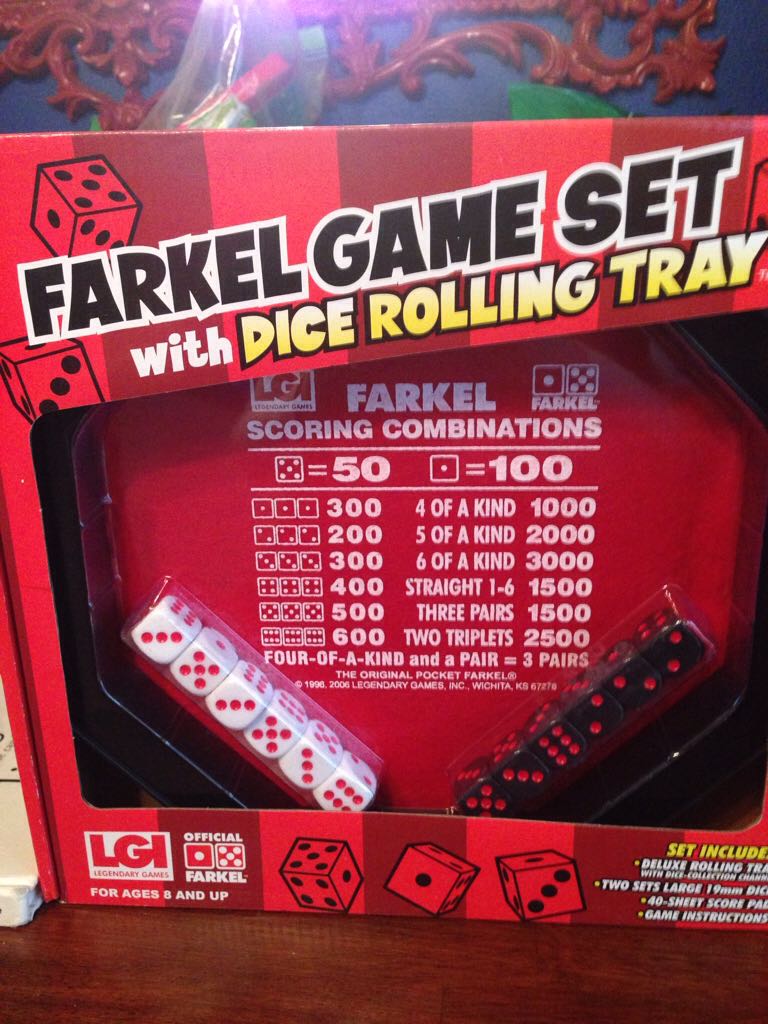 FARKEL GAME SET
with DICE ROLLING TRAY
LGI
LEGENDARY GAMES
FARKEL
FARKEL
SCORING COMBINATIONS
=50 =100
300 4 OF A KIND 1000
200 5 OF A KIND 2000
300 6 OF A KIND 3000
400 STRAIGHT 1-6 1500
500 THREE PAIRS 1500
600 TWO TRIPLETS 2500
FOUR-OF-A-KIND and a PAIR = 3 PAIRS
THE ORIGINAL POCKET FARKEL®
© 1996, 2006 LEGENDARY GAMES, INC., WICHITA, KS 67278
LGI
LEGENDARY GAMES
OFFICIAL
FARKEL
FOR AGES 8 AND UP
SET INCLUDE
• DELUXE ROLLING TRA
WITH DICE-COLLECTION CHANN
• TWO SETS LARGE 19mm DIC
• 40-SHEET SCORE PA
• GAME INSTRUCTIONS